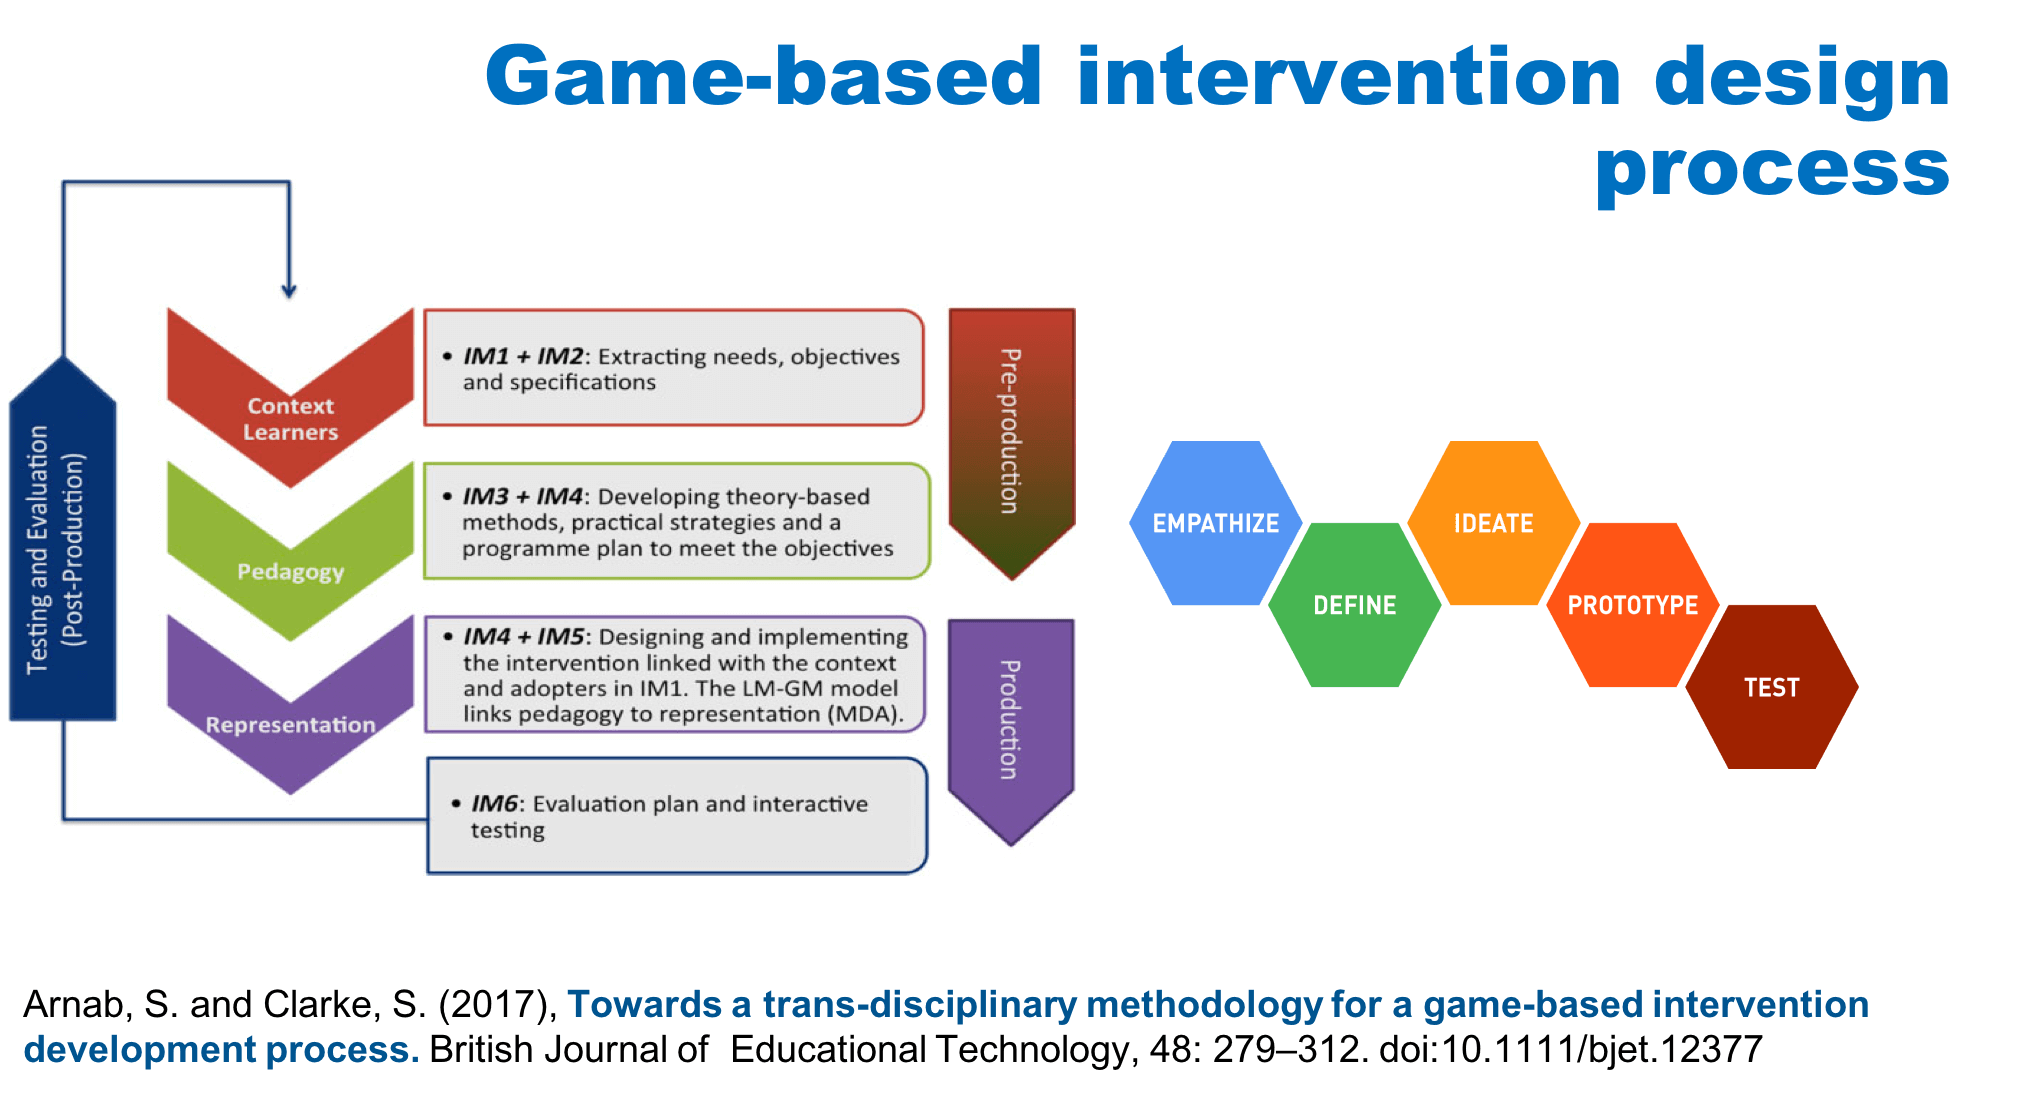 Game-based intervention design
process
Testing and Evaluation
(Post-Production)
Context
Learners
• IM1 + IM2: Extracting needs, objectives
and specifications
Pedagogy
• IM3 + IM4: Developing theory-based
methods, practical strategies and a
programme plan to meet the objectives
Representation
• IM4 + IM5: Designing and implementing
the intervention linked with the context
and adopters in IM1. The LM-GM model
links pedagogy to representation (MDA).
• IM6: Evaluation plan and interactive
testing
Pre-production
Production
EMPATHIZE
DEFINE
IDEATE
PROTOTYPE
TEST
Arnab, S. and Clarke, S. (2017), Towards a trans-disciplinary methodology for a game-based intervention
development process. British Journal of Educational Technology, 48: 279–312. doi:10.1111/bjet.12377